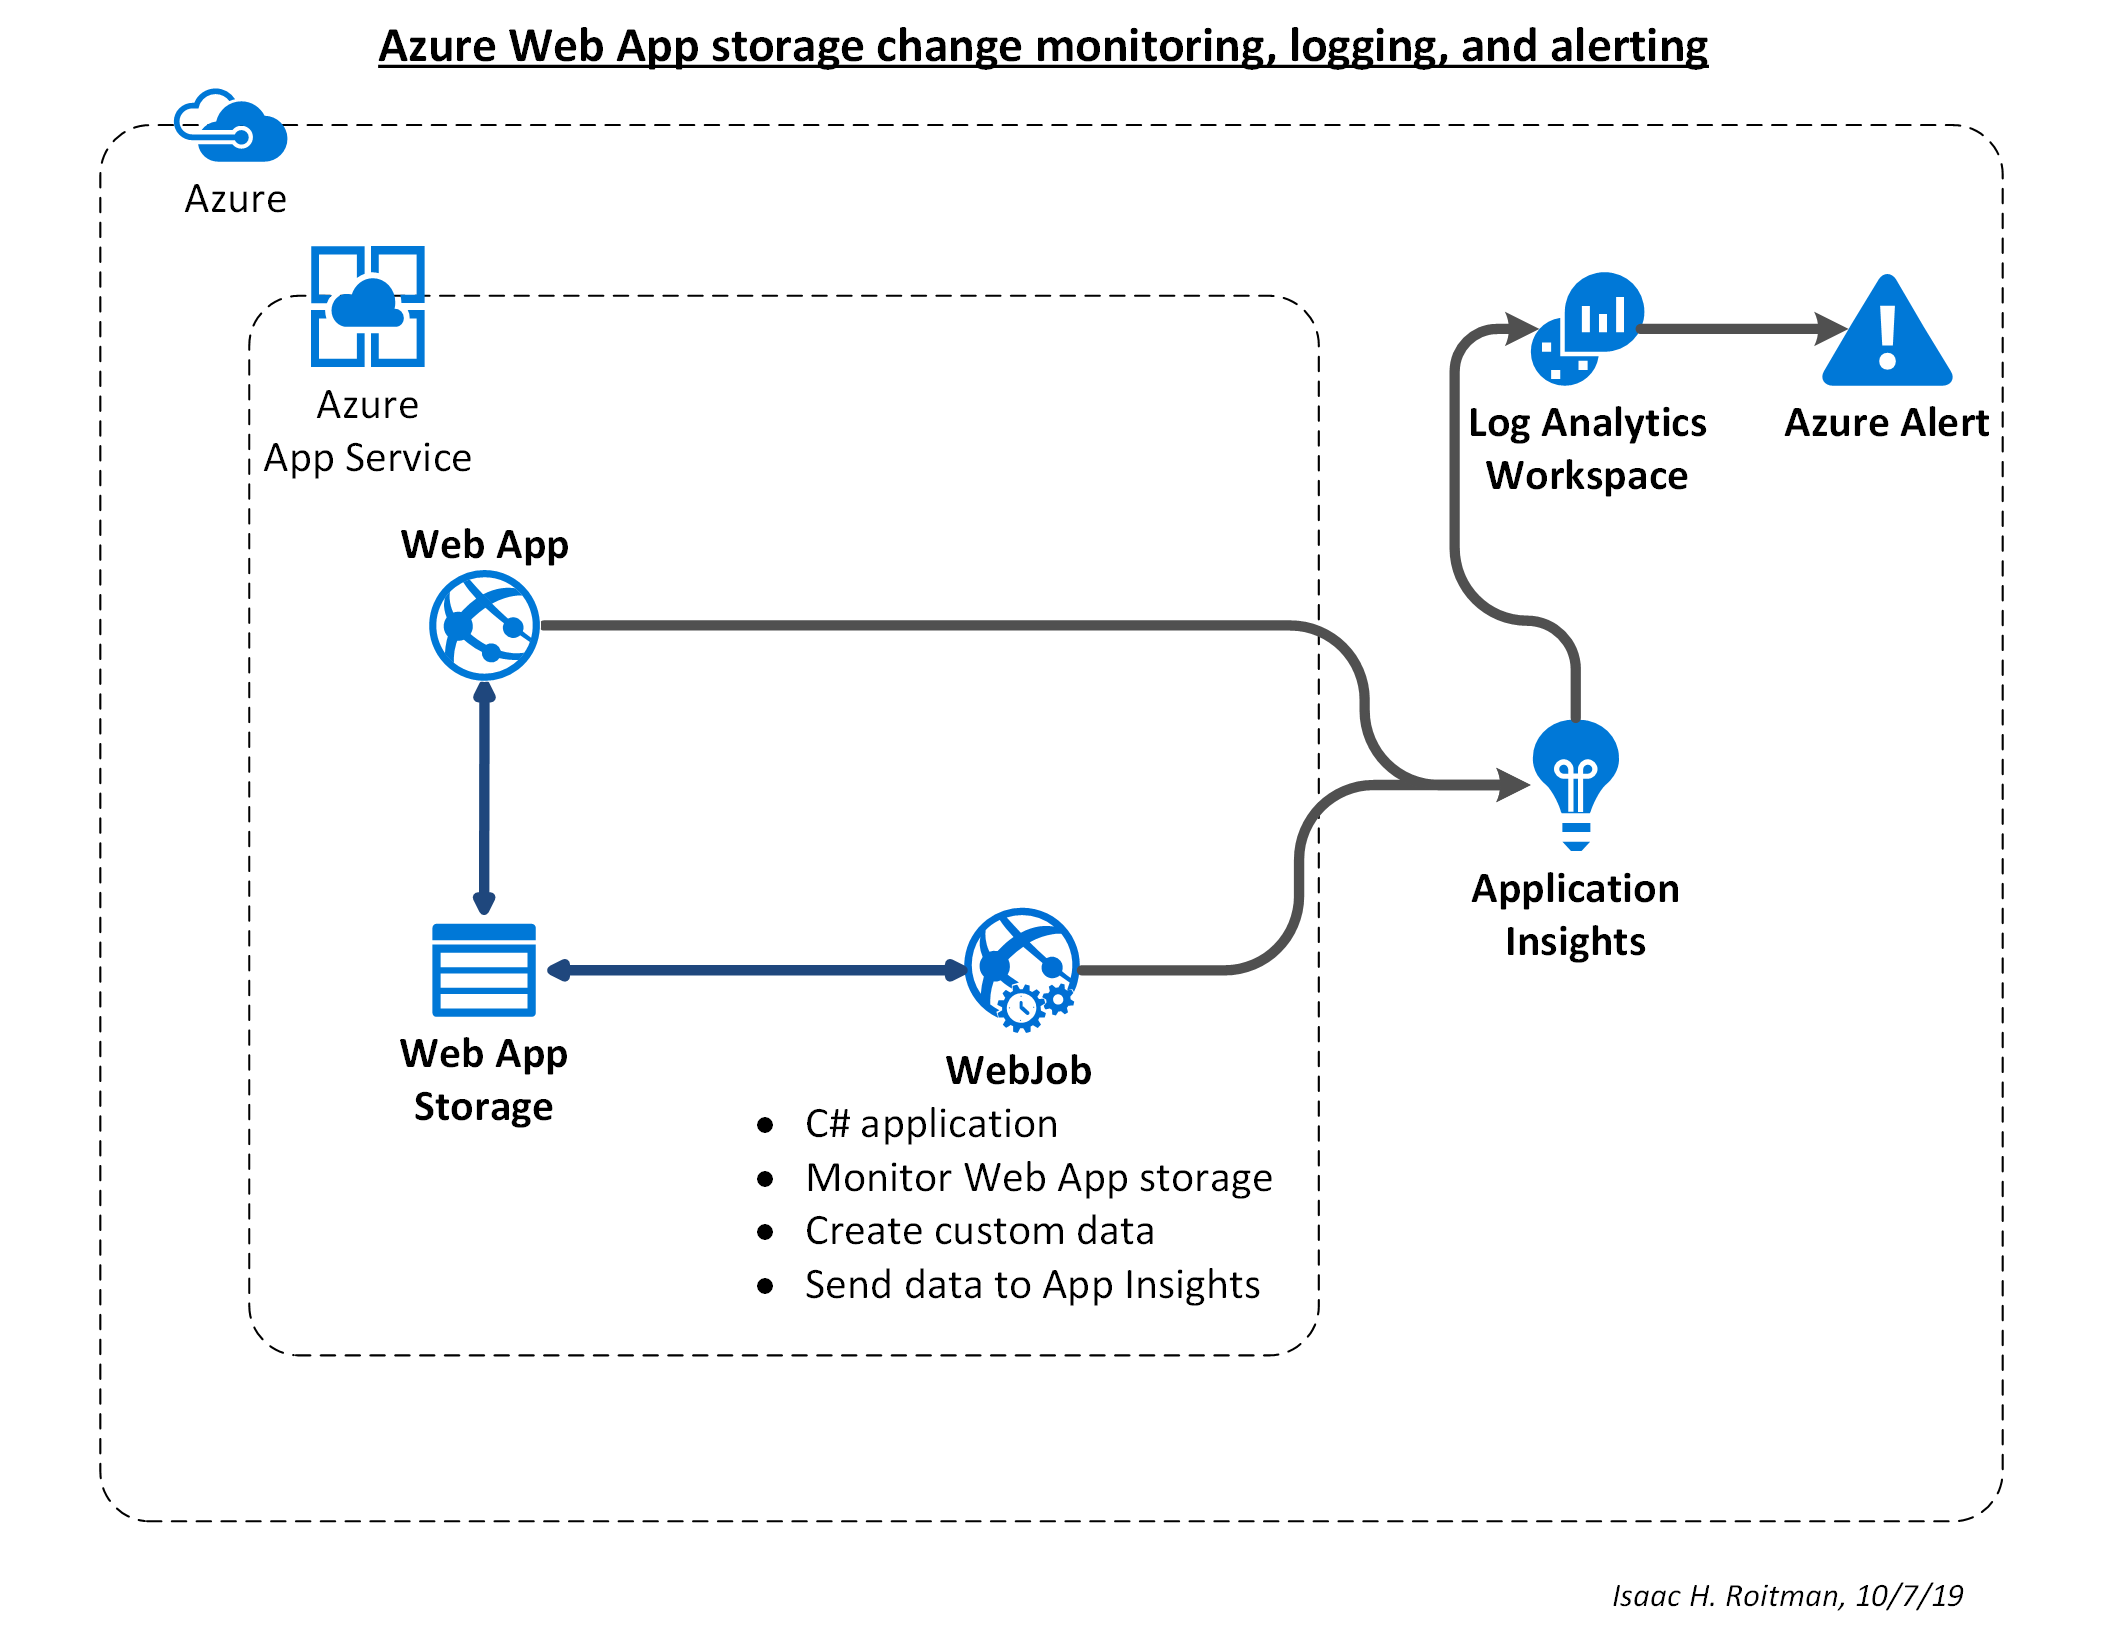 Azure Web App storage change monitoring, logging, and alerting
Azure
Azure
App Service
Log Analytics
Workspace
Azure Alert
Web App
Application
Insights
Web App
Storage
WebJob
• C# application
• Monitor Web App storage
• Create custom data
• Send data to App Insights
Isaac H. Roitman, 10/7/19